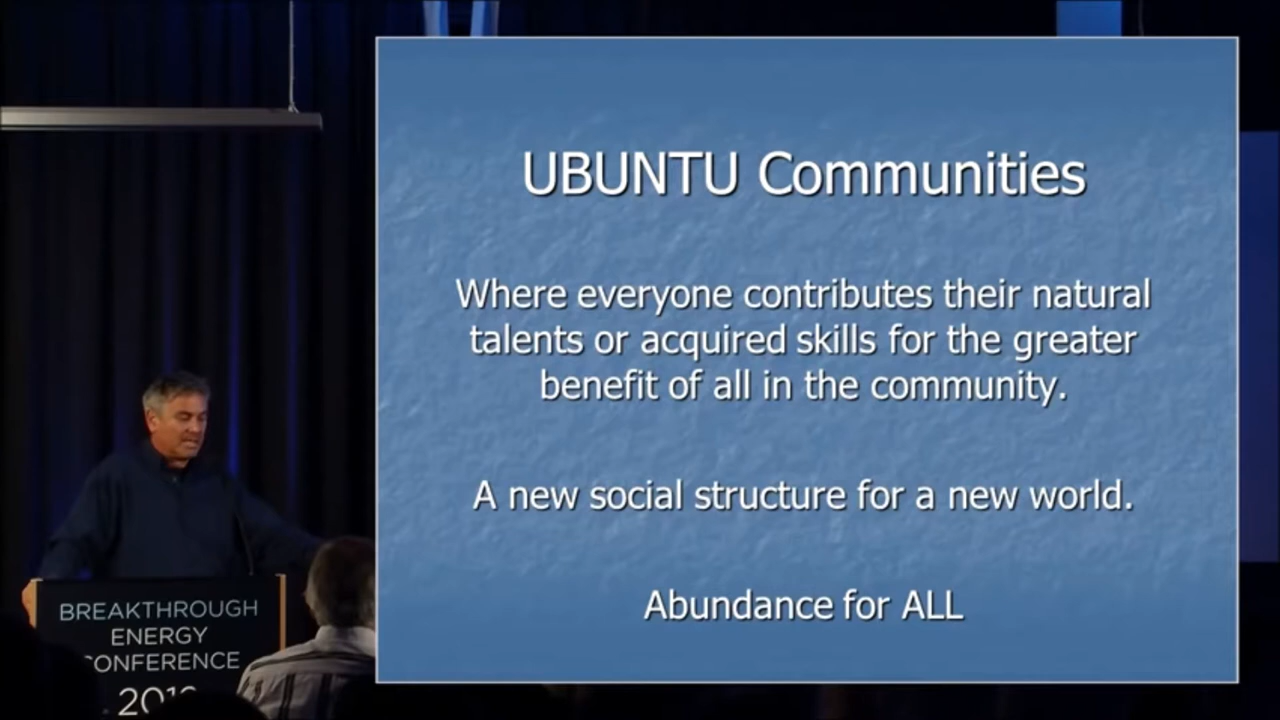 UBUNTU Communities
Where everyone contributes their natural
talents or acquired skills for the greater
benefit of all in the community.
A new social structure for a new world.
Abundance for ALL
BREAKTHROUGH
ENERGY
CONFERENCE